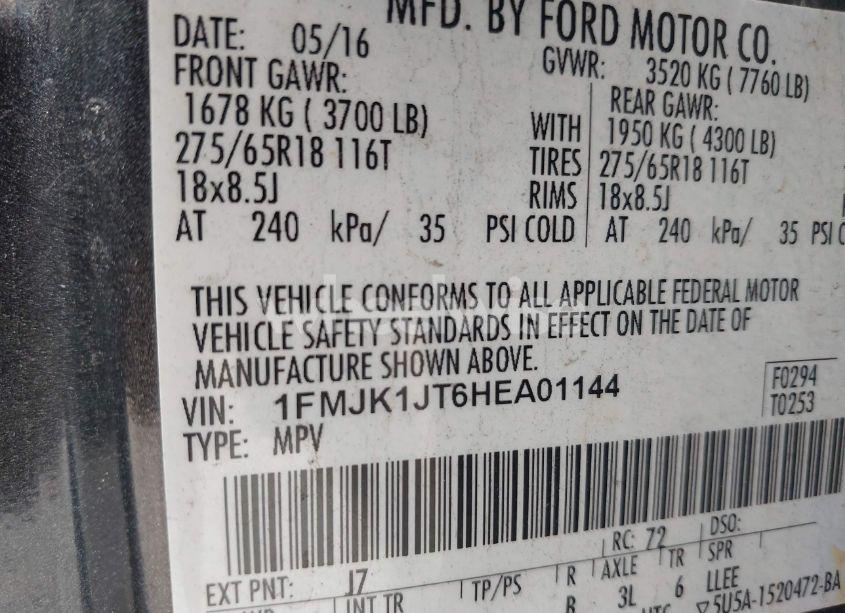 MFD. BY FORD MOTOR CO.
DATE: 05/16 GVWR: 3520 KG ( 7760 LB)
FRONT GAWR: REAR GAWR:
1678 KG ( 3700 LB) WITH 1950 KG ( 4300 LB)
275/65R18 116T TIRES 275/65R18 116T
18x8.5J RIMS 18x8.5J
AT 240 kPa/ 35 PSI COLD AT 240 kPa/ 35 PSI C
THIS VEHICLE CONFORMS TO ALL APPLICABLE FEDERAL MOTOR
VEHICLE SAFETY STANDARDS IN EFFECT ON THE DATE OF
MANUFACTURE SHOWN ABOVE.
VIN: 1FMJK1JT6HEA01144 F0294
TYPE: MPV T0253
RC: 72 DSO:
EXT PNT: J7
INT TR TP/PS R AXLE TR SPR
B 3L 6 LLEE
5U5A-1520472-BA